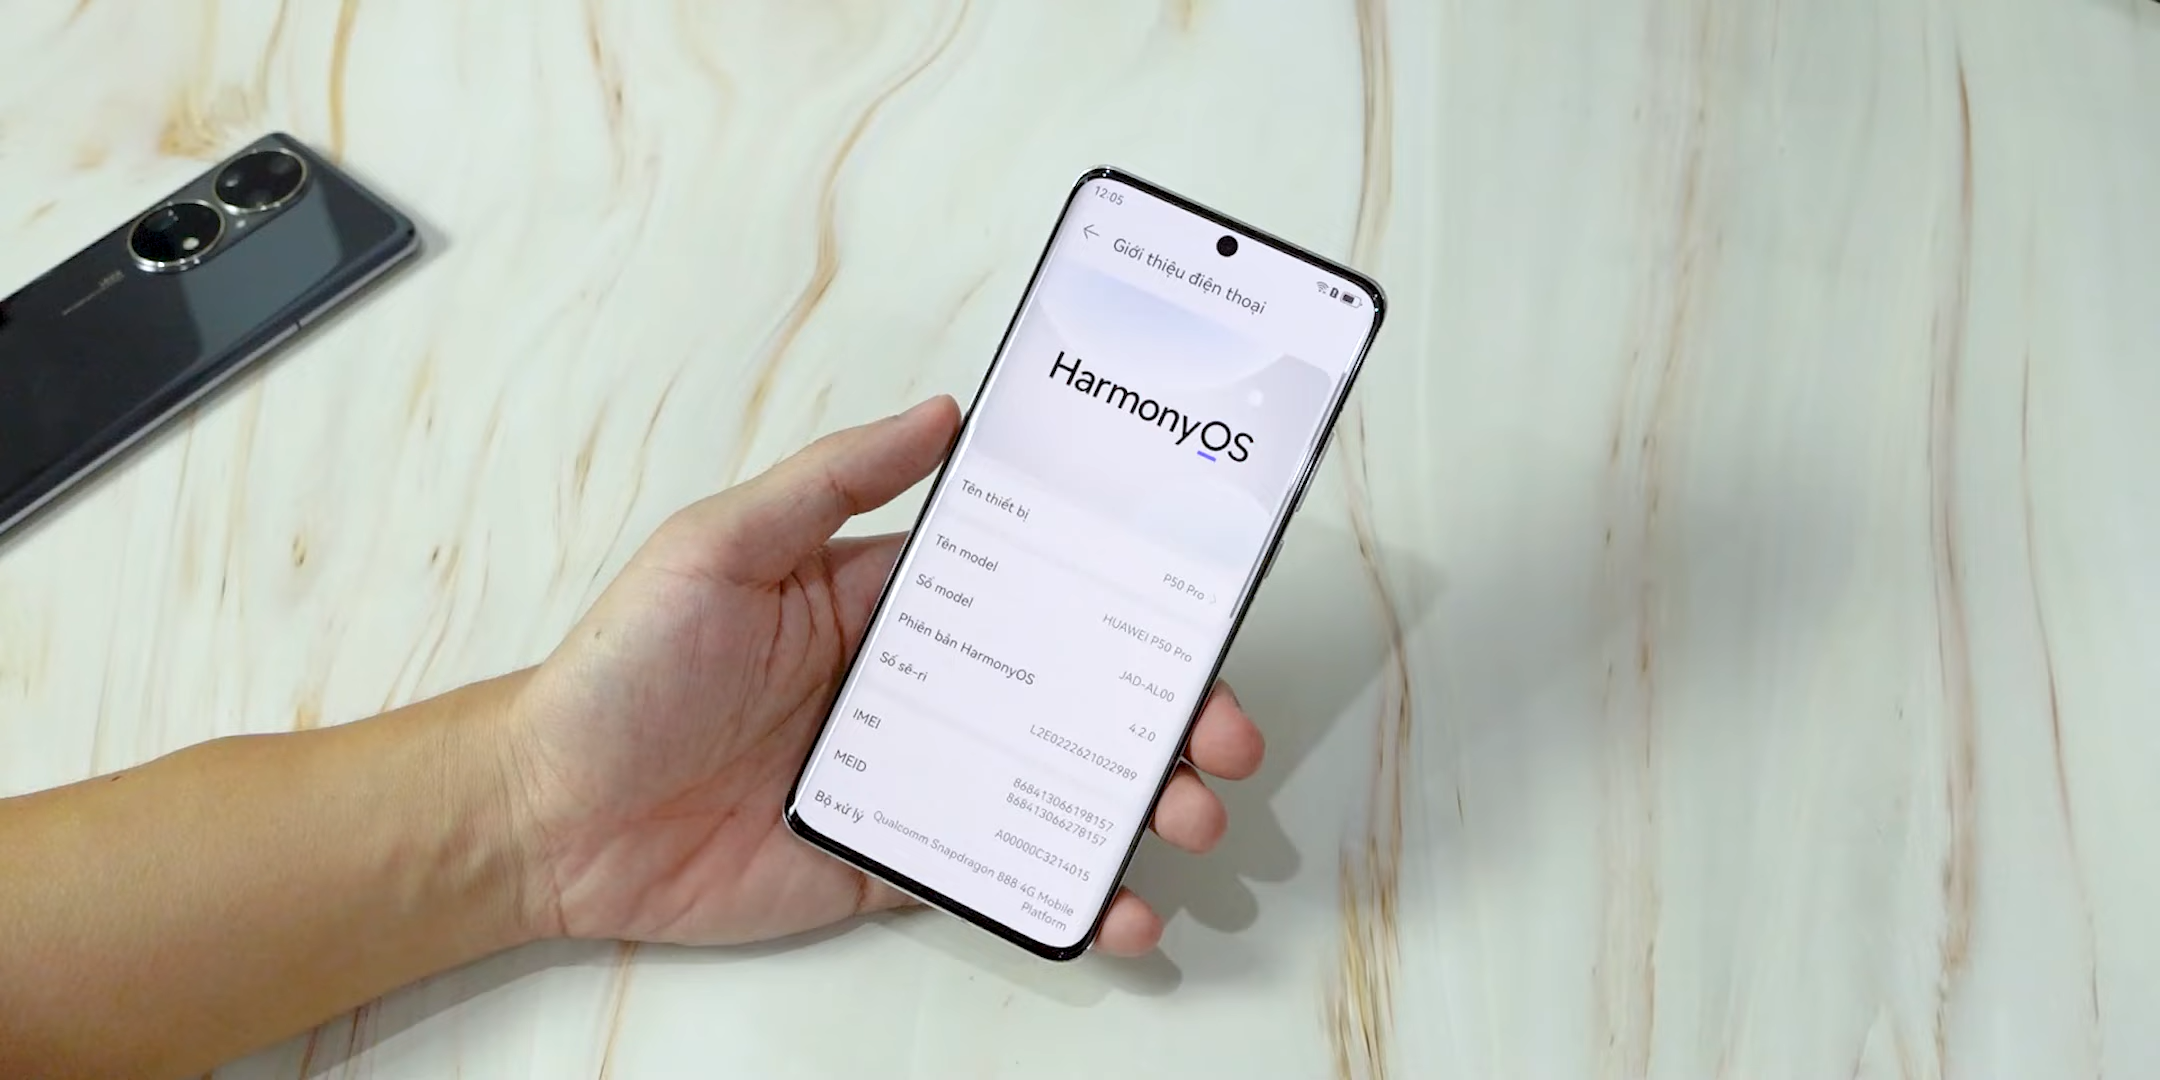 12:05
Giới thiệu điện thoại
HarmonyOS
Tên thiết bị
P50 Pro
Tên model
HUAWEI P50 Pro
Số model
JAD-AL00
Phiên bản HarmonyOS
4.2.0
Số sê-ri
L2E0222621022989
IMEI
868413066198157
868413066278157
MEID
A00000C3214015
Bộ xử lý
Qualcomm Snapdragon 888 4G Mobile
Platform